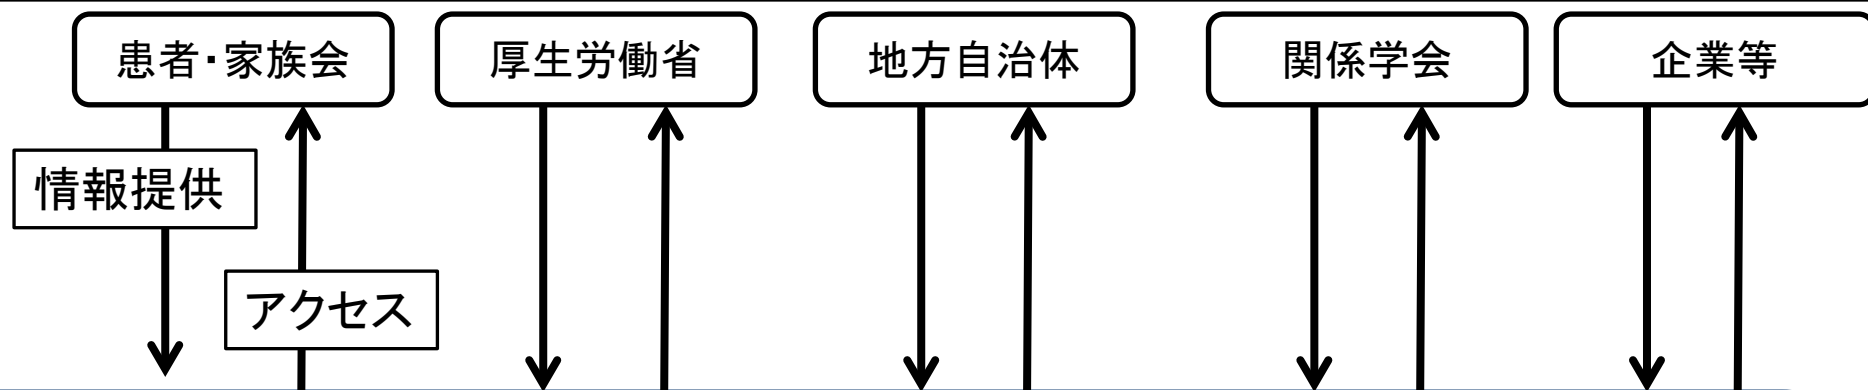 患者・家族会
厚生労働省
地方自治体
関係学会
企業等
情報提供
アクセス